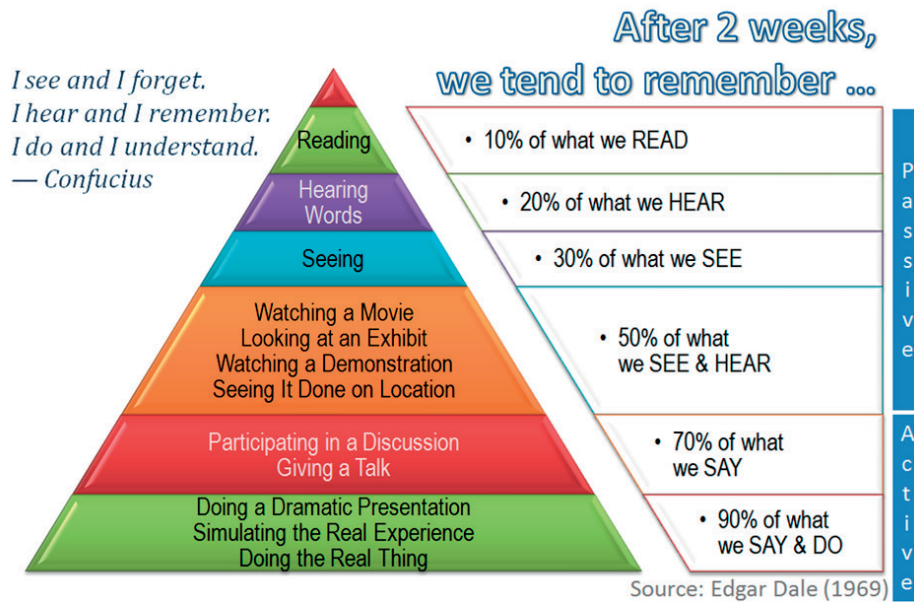 After 2 weeks,
we tend to remember ...
I see and I forget.
I hear and I remember.
I do and I understand.
— Confucius
Reading
• 10% of what we READ
Hearing
Words
• 20% of what we HEAR
Seeing
• 30% of what we SEE
Watching a Movie
Looking at an Exhibit
Watching a Demonstration
Seeing It Done on Location
• 50% of what
we SEE & HEAR
Passive
Participating in a Discussion
Giving a Talk
• 70% of what
we SAY
Doing a Dramatic Presentation
Simulating the Real Experience
Doing the Real Thing
• 90% of what
we SAY & DO
Active
Source: Edgar Dale (1969)